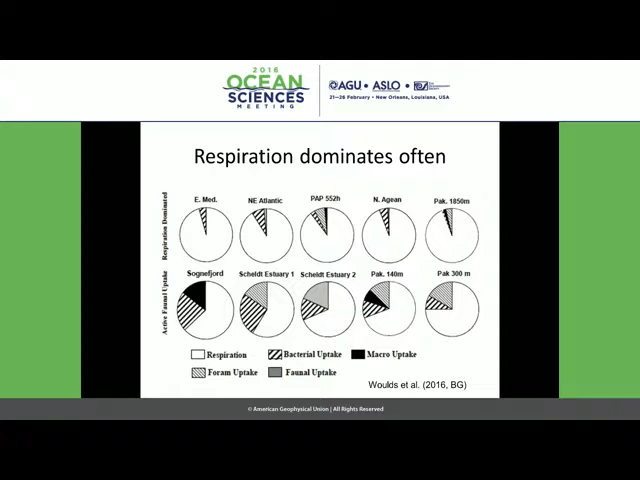 2016
OCEAN
SCIENCES
MEETING
AGU • ASLO •
21–26 February • New Orleans, Louisiana, USA
Respiration dominates often
Respiration Dominated
E. Med.
NE Atlantic
PAP 552h
N. Agean
Pak. 1850m
Active Faunal Uptake
Sognefjord
Scheldt Estuary 1
Scheldt Estuary 2
Pak. 140m
Pak 300 m
Respiration
Bacterial Uptake
Macro Uptake
Foram Uptake
Faunal Uptake
Woulds et al. (2016, BG)
© American Geophysical Union | All Rights Reserved